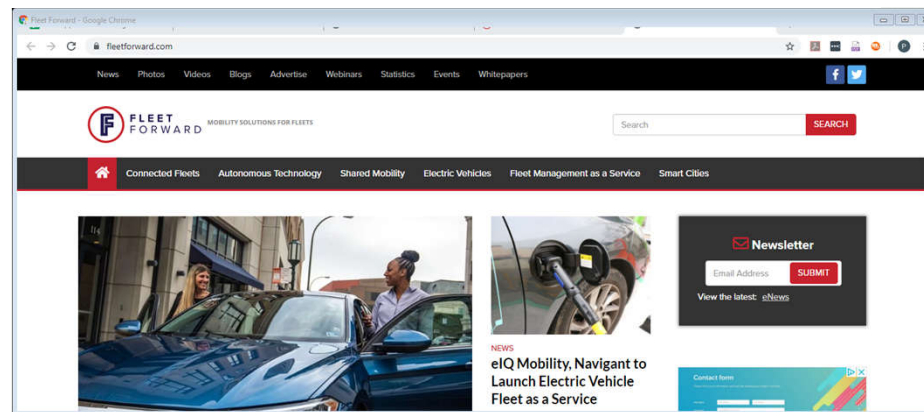 Fleet Forward - Google Chrome
fleetforward.com
P
News Photos Videos Blogs Advertise Webinars Statistics Events Whitepapers
f
FLEET
FORWARD
MOBILITY SOLUTIONS FOR FLEETS
Search SEARCH
Connected Fleets Autonomous Technology Shared Mobility Electric Vehicles Fleet Management as a Service Smart Cities
114
Newsletter
Email Address SUBMIT
View the latest: eNews
NEWS
eIQ Mobility, Navigant to
Launch Electric Vehicle
Fleet as a Service
Contact form